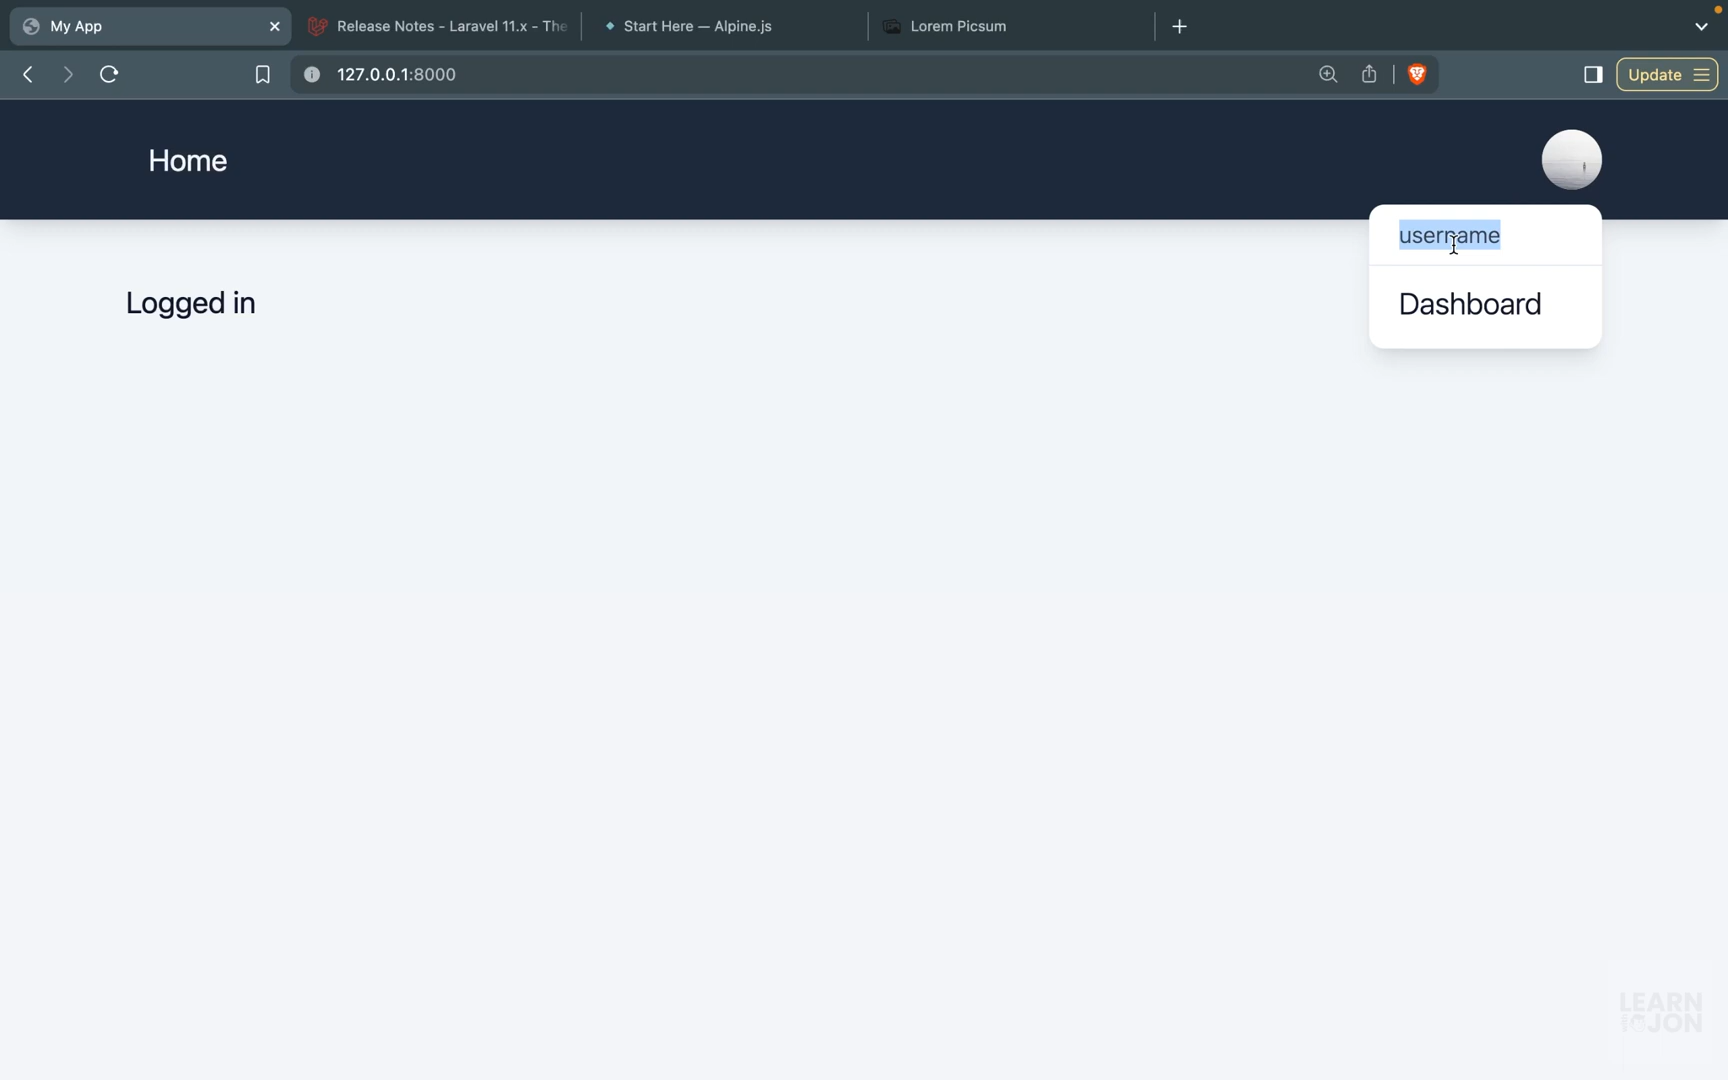 My App
Release Notes - Laravel 11.x - The
Start Here — Alpine.js
Lorem Picsum
127.0.0.1:8000
Update
Home
username
Dashboard
Logged in
LEARN
JON